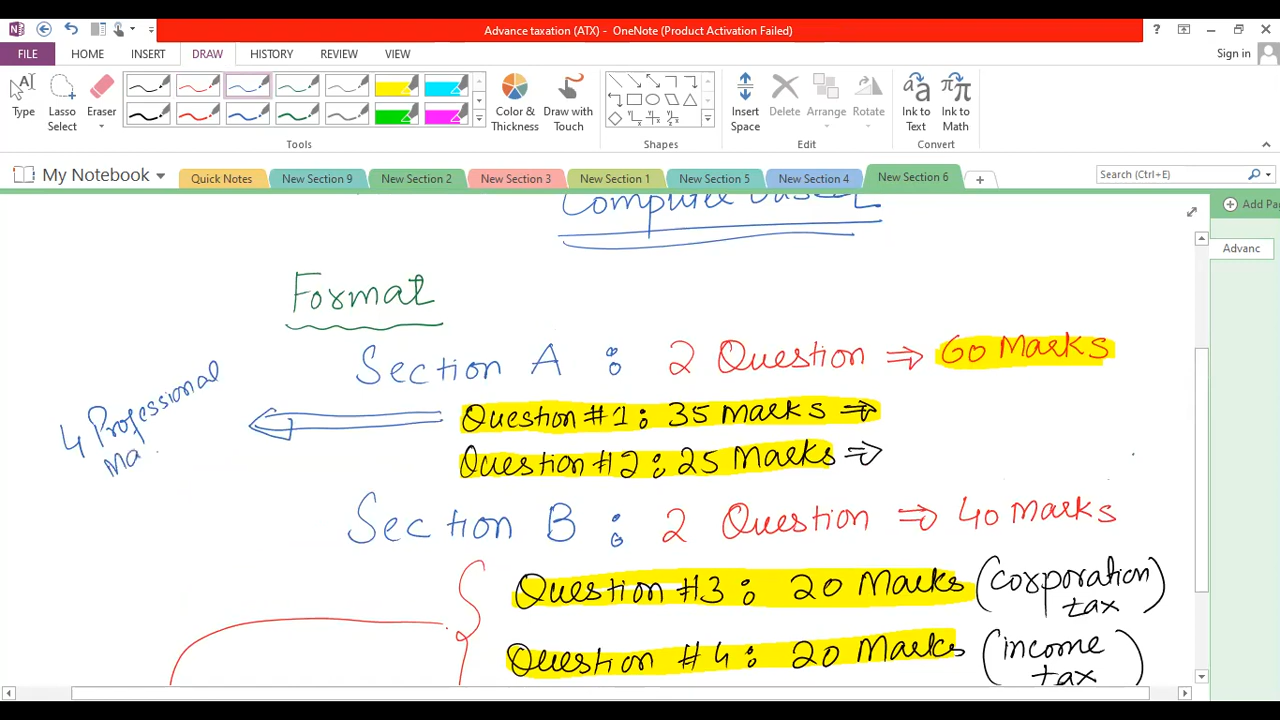 Advance taxation (ATX) - OneNote (Product Activation Failed)
?
FILE HOME INSERT DRAW HISTORY REVIEW VIEW Sign in
Type Lasso Select Eraser Color & Thickness Draw with Touch Insert Space Delete Arrange Rotate Ink to Text Ink to Math
Tools Shapes Edit Convert
My Notebook Quick Notes New Section 9 New Section 2 New Section 3 New Section 1 New Section 5 New Section 4 New Section 6 Search (Ctrl+E)
Add Pa
Advanc
Format
Section A : 2 Question ⇒ 60 Marks
Question #1 : 35 Marks ⇒
4 Professional
Ma
Question #2 : 25 Marks ⇒
Section B : 2 Question ⇒ 40 Marks
Question #3 : 20 Marks (corporation
tax)
Question #4 : 20 Marks (income
tax)